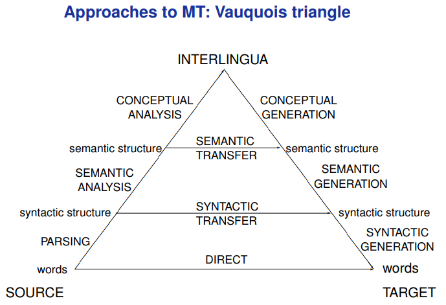 Approaches to MT: Vauquois triangle
INTERLINGUA
CONCEPTUAL
ANALYSIS
CONCEPTUAL
GENERATION
semantic structure
SEMANTIC
TRANSFER
semantic structure
SEMANTIC
ANALYSIS
SEMANTIC
GENERATION
syntactic structure
SYNTACTIC
TRANSFER
syntactic structure
PARSING
SYNTACTIC
GENERATION
words
DIRECT
words
SOURCE
TARGET